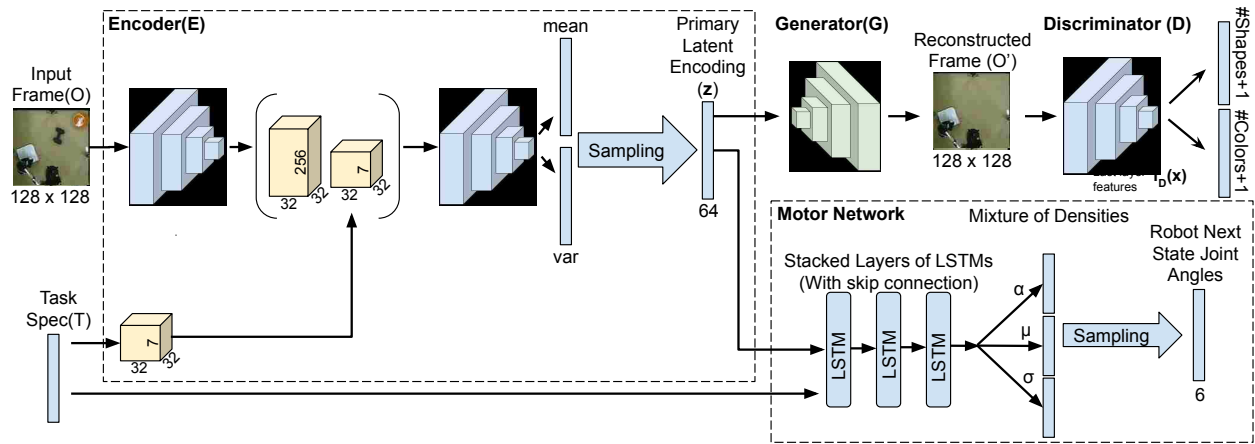 Encoder(E)
Input
Frame(O)
128 x 128
256
32
32
7
32
32
mean
var
Sampling
Primary
Latent
Encoding
(z)
64
Generator(G)
Reconstructed
Frame (O')
128 x 128
Discriminator (D)
#Shapes+1
#Colors+1
f_D(x)
features
Task
Spec(T)
7
32
32
Motor Network
Mixture of Densities
Stacked Layers of LSTMs
(With skip connection)
LSTM
LSTM
LSTM
α
μ
σ
Sampling
Robot Next
State Joint
Angles
6